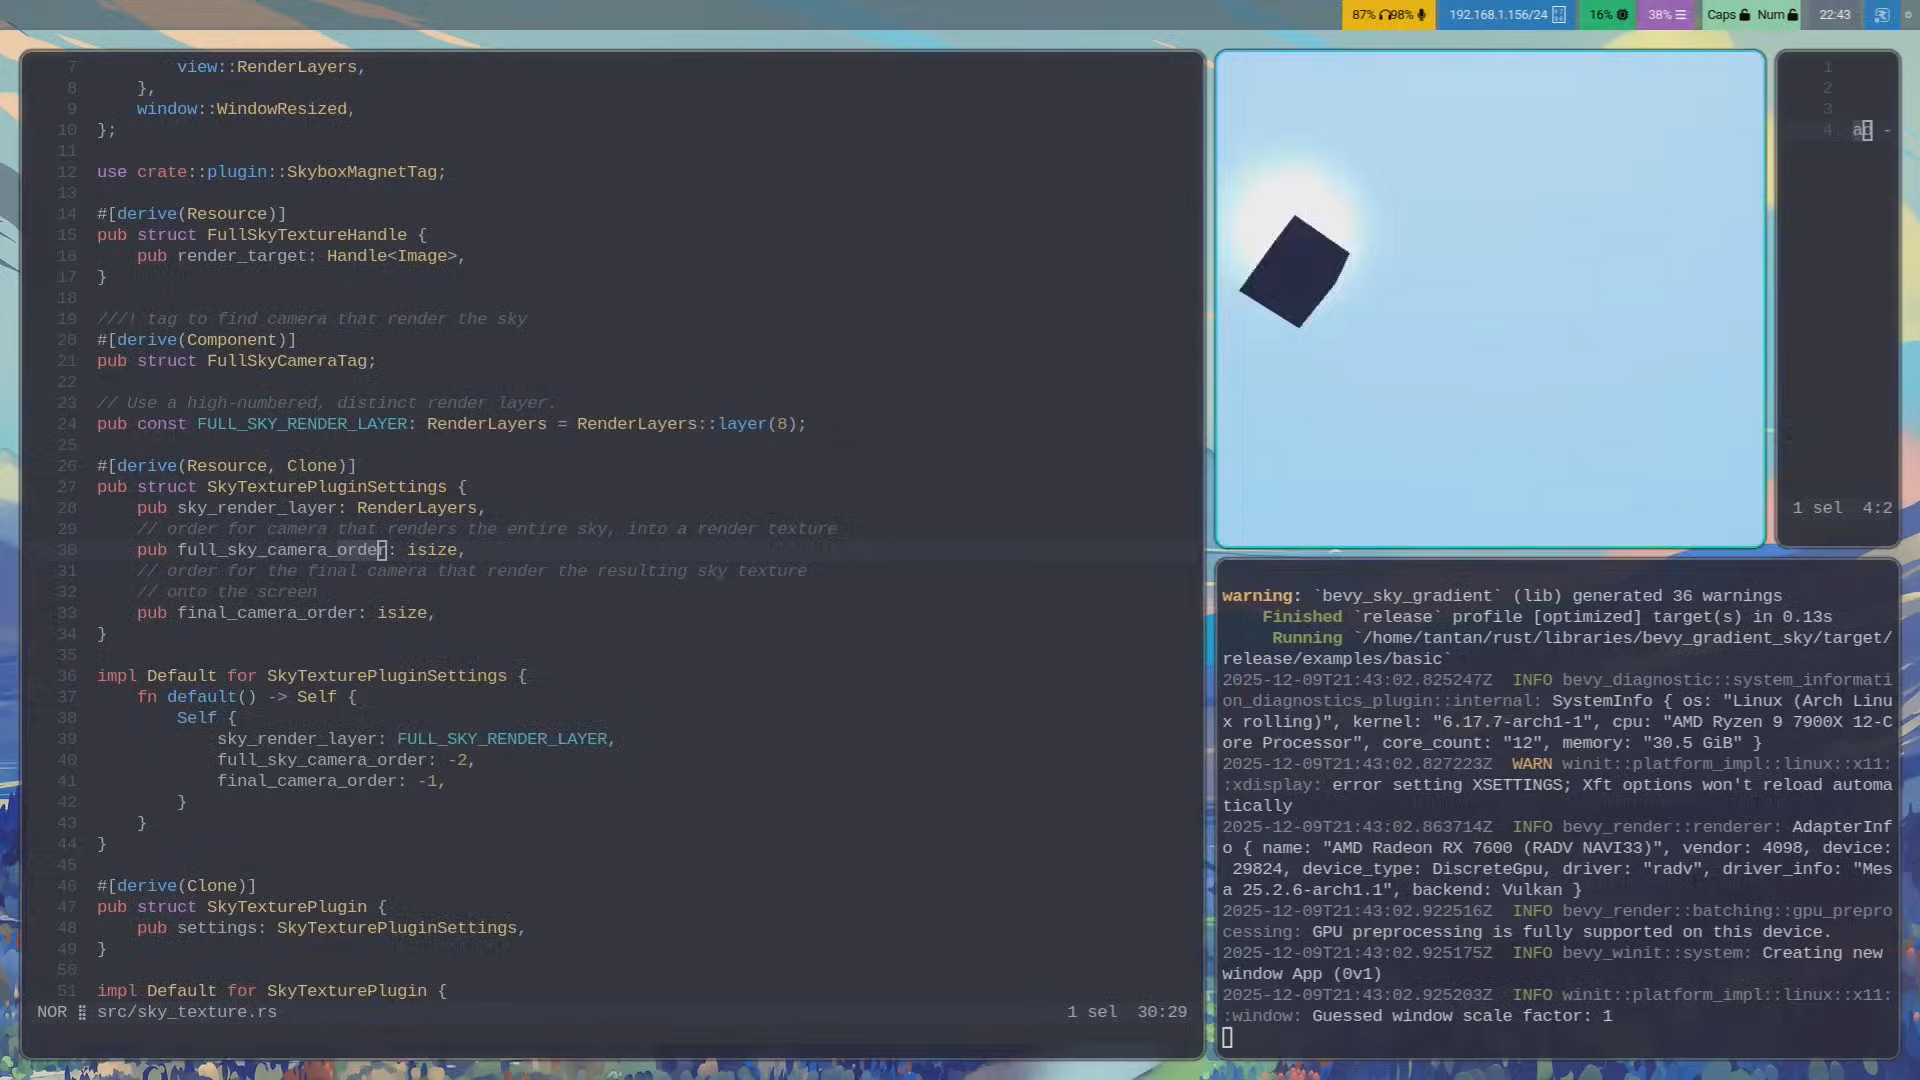 87% 98%
192.168.1.156/24
16%
38%
Caps Num
22:43
7 view::RenderLayers,
8 },
9 window::WindowResized,
10 };
11
12 use crate::plugin::SkyboxMagnetTag;
13
14 #[derive(Resource)]
15 pub struct FullSkyTextureHandle {
16 pub render_target: Handle<Image>,
17 }
18
19 ///! tag to find camera that render the sky
20 #[derive(Component)]
21 pub struct FullSkyCameraTag;
22
23 // Use a high-numbered, distinct render layer.
24 pub const FULL_SKY_RENDER_LAYER: RenderLayers = RenderLayers::layer(8);
25
26 #[derive(Resource, Clone)]
27 pub struct SkyTexturePluginSettings {
28 pub sky_render_layer: RenderLayers,
29 // order for camera that renders the entire sky, into a render texture
30 pub full_sky_camera_order: isize,
31 // order for the final camera that render the resulting sky texture
32 // onto the screen
33 pub final_camera_order: isize,
34 }
35
36 impl Default for SkyTexturePluginSettings {
37 fn default() -> Self {
38 Self {
39 sky_render_layer: FULL_SKY_RENDER_LAYER,
40 full_sky_camera_order: -2,
41 final_camera_order: -1,
42 }
43 }
44 }
45
46 #[derive(Clone)]
47 pub struct SkyTexturePlugin {
48 pub settings: SkyTexturePluginSettings,
49 }
50
51 impl Default for SkyTexturePlugin {
NOR src/sky_texture.rs 1 sel 30:29
1
2
3
4 ad -
1 sel 4:2
warning: `bevy_sky_gradient` (lib) generated 36 warnings
Finished `release` profile [optimized] target(s) in 0.13s
Running `/home/tantan/rust/libraries/bevy_gradient_sky/target/
release/examples/basic`
2025-12-09T21:43:02.825247Z INFO bevy_diagnostic::system_informati
on_diagnostics_plugin::internal: SystemInfo { os: "Linux (Arch Linu
x rolling)", kernel: "6.17.7-arch1-1", cpu: "AMD Ryzen 9 7900X 12-C
ore Processor", core_count: "12", memory: "30.5 GiB" }
2025-12-09T21:43:02.827223Z WARN winit::platform_impl::linux::x11:
:xdisplay: error setting XSETTINGS; Xft options won't reload automa
tically
2025-12-09T21:43:02.863714Z INFO bevy_render::renderer: AdapterInf
o { name: "AMD Radeon RX 7600 (RADV NAVI33)", vendor: 4098, device:
29824, device_type: DiscreteGpu, driver: "radv", driver_info: "Mes
a 25.2.6-arch1.1", backend: Vulkan }
2025-12-09T21:43:02.922516Z INFO bevy_render::batching::gpu_prepro
cessing: GPU preprocessing is fully supported on this device.
2025-12-09T21:43:02.925175Z INFO bevy_winit::system: Creating new
window App (0v1)
2025-12-09T21:43:02.925203Z INFO winit::platform_impl::linux::x11:
:window: Guessed window scale factor: 1